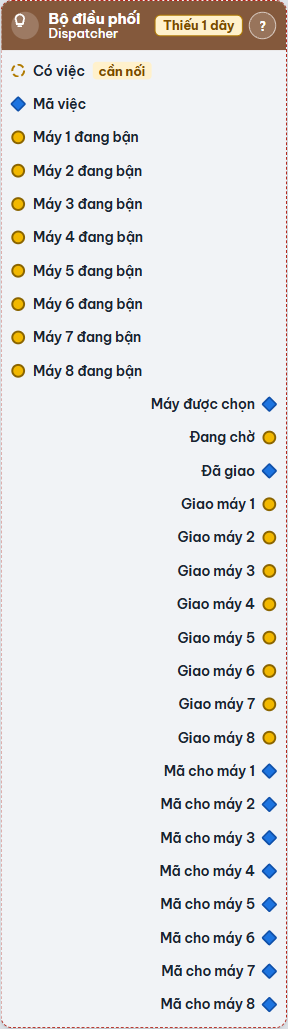 Bộ điều phối
Dispatcher
Thiếu 1 dây
?
Có việc cần nối
Mã việc
Máy 1 đang bận
Máy 2 đang bận
Máy 3 đang bận
Máy 4 đang bận
Máy 5 đang bận
Máy 6 đang bận
Máy 7 đang bận
Máy 8 đang bận
Máy được chọn
Đang chờ
Đã giao
Giao máy 1
Giao máy 2
Giao máy 3
Giao máy 4
Giao máy 5
Giao máy 6
Giao máy 7
Giao máy 8
Mã cho máy 1
Mã cho máy 2
Mã cho máy 3
Mã cho máy 4
Mã cho máy 5
Mã cho máy 6
Mã cho máy 7
Mã cho máy 8